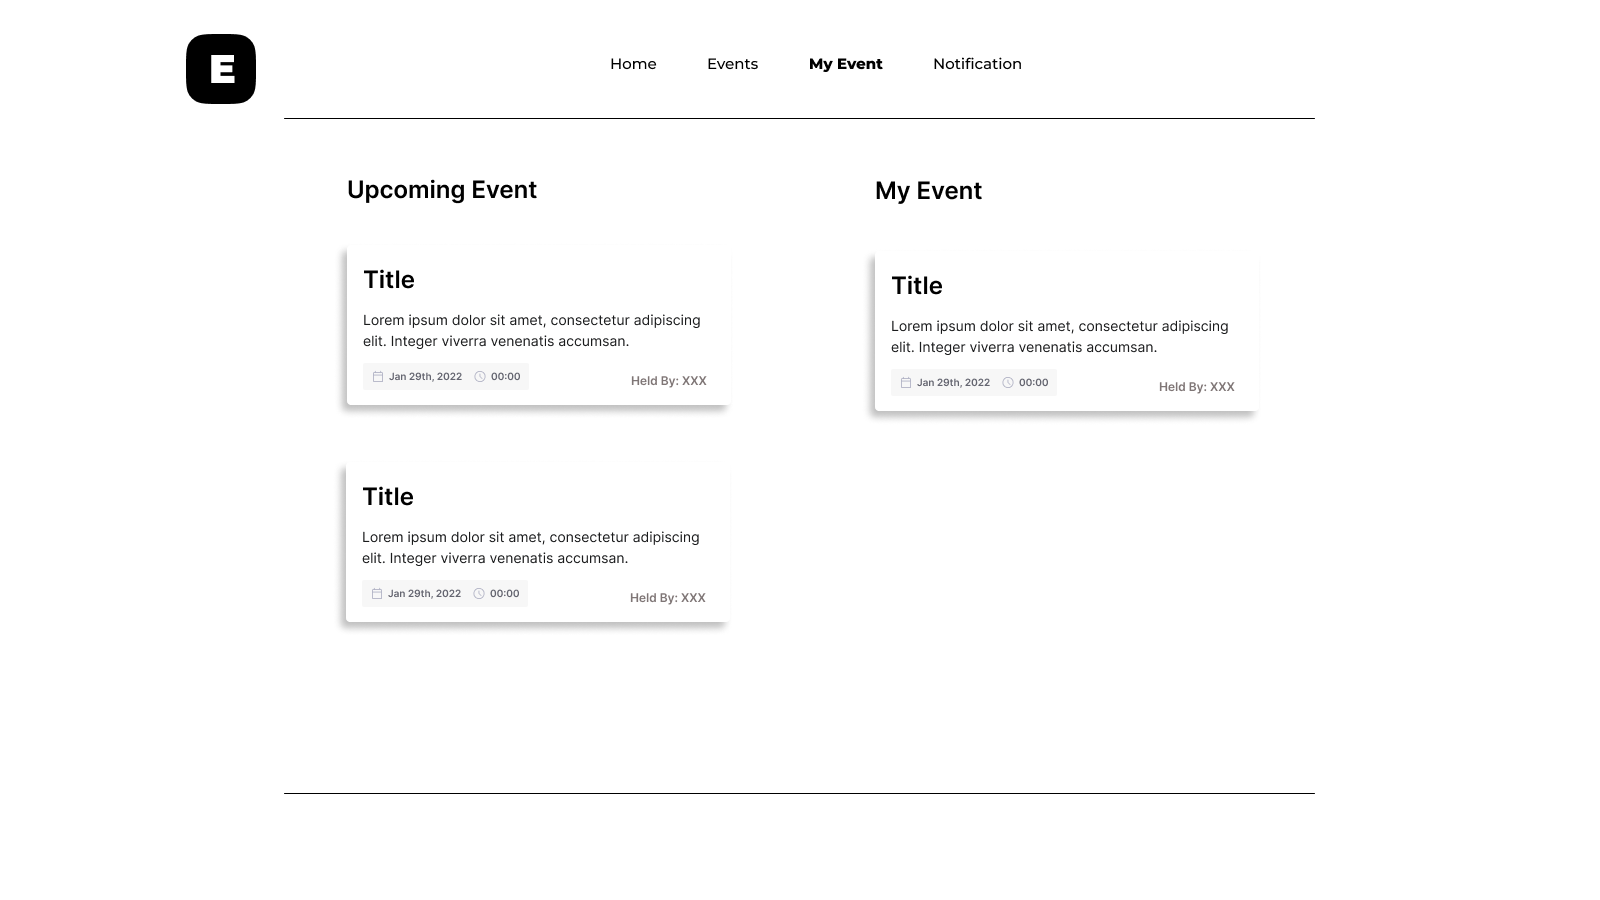 E
Home Events My Event Notification
Upcoming Event
Title
Lorem ipsum dolor sit amet, consectetur adipiscing
elit. Integer viverra venenatis accumsan.
Jan 29th, 2022 00:00
Held By: XXX
Title
Lorem ipsum dolor sit amet, consectetur adipiscing
elit. Integer viverra venenatis accumsan.
Jan 29th, 2022 00:00
Held By: XXX
My Event
Title
Lorem ipsum dolor sit amet, consectetur adipiscing
elit. Integer viverra venenatis accumsan.
Jan 29th, 2022 00:00
Held By: XXX